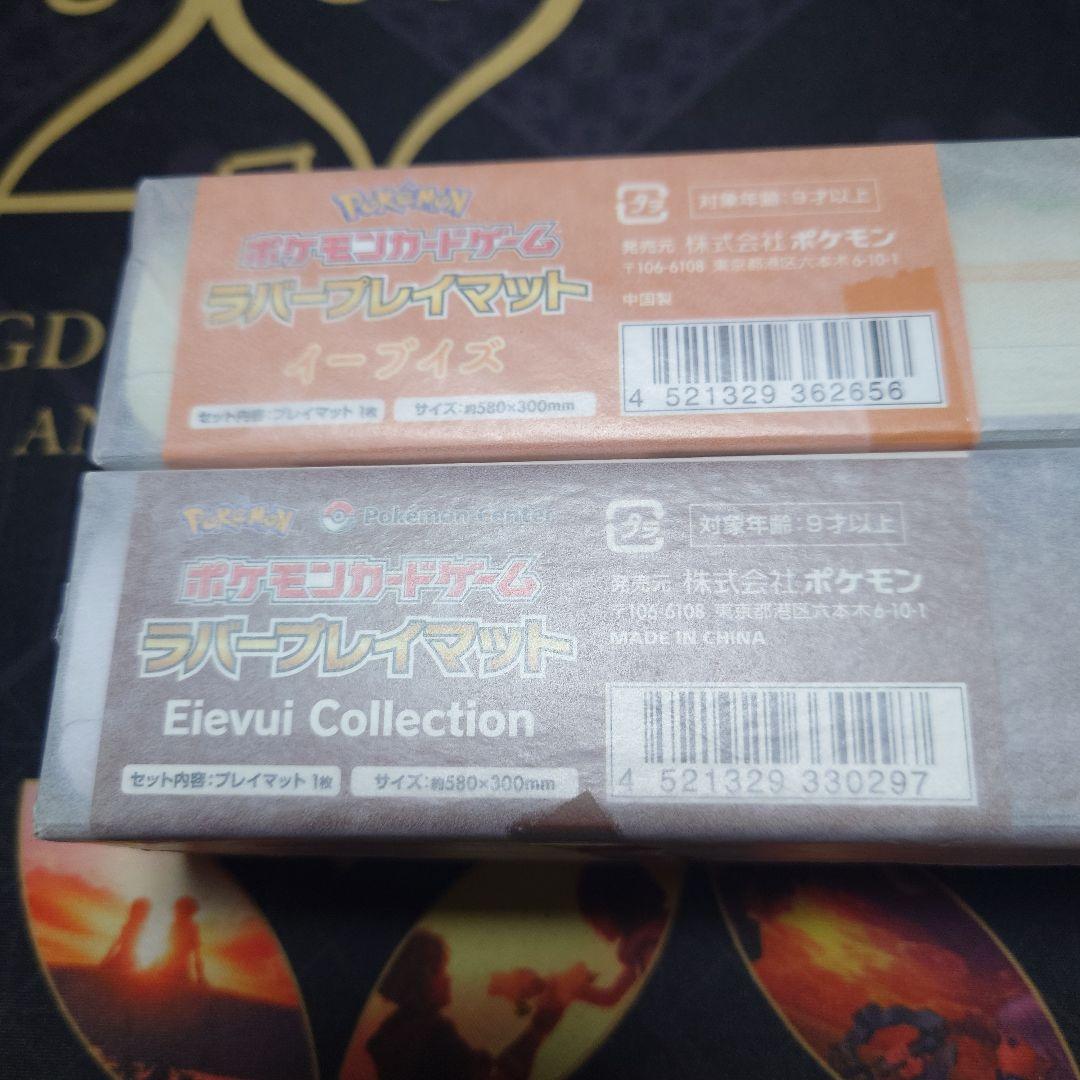 GD
AN
POKÉMON
ポケモンカードゲーム
ラバープレイマット
イーブイズ
セット内容:プレイマット 1枚
サイズ:約580×300mm
プラ
対象年齢:9才以上
発売元 株式会社 ポケモン
〒106-6108 東京都港区六本木6-10-1
中国製
4 521329 362656
POKÉMON
Pokémon Center
ポケモンカードゲーム
ラバープレイマット
Eievui Collection
セット内容:プレイマット 1枚
サイズ:約580×300mm
プラ
対象年齢:9才以上
発売元 株式会社 ポケモン
〒106-6108 東京都港区六本木6-10-1
MADE IN CHINA
4 521329 330297